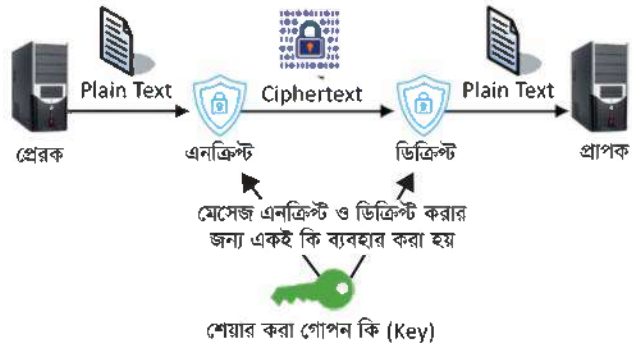 Plain Text
Ciphertext
Plain Text
প্রেরক
এনক্রিপ্ট
ডিক্রিপ্ট
প্রাপক
মেসেজ এনক্রিপ্ট ও ডিক্রিপ্ট করার
জন্য একই কি ব্যবহার করা হয়
শেয়ার করা গোপন কি (Key)